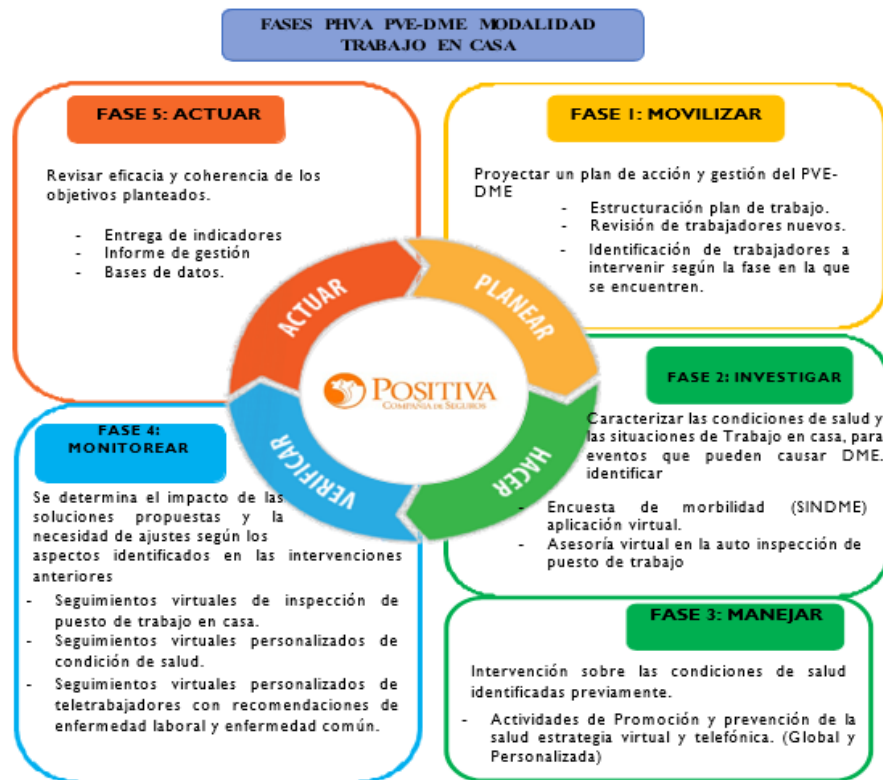 FASES PHVA PVE-DME MODALIDAD
TRABAJO EN CASA
FASE 5: ACTUAR
Revisar eficacia y coherencia de los
objetivos planteados.
- Entrega de indicadores
- Informe de gestión
- Bases de datos.
FASE 1: MOVILIZAR
Proyectar un plan de acción y gestión del PVE-
DME
- Estructuración plan de trabajo.
- Revisión de trabajadores nuevos.
- Identificación de trabajadores a
intervenir según la fase en la que
se encuentren.
ACTUAR
PLANEAR
POSITIVA
COMPAÑIA DE SEGUROS
VERIFICAR
HACER
FASE 2: INVESTIGAR
Caracterizar las condiciones de salud y
las situaciones de Trabajo en casa, para
eventos que pueden causar DME.
identificar
- Encuesta de morbilidad (SINDME)
aplicación virtual.
- Asesoría virtual en la auto inspección de
puesto de trabajo
FASE 4:
MONITOREAR
Se determina el impacto de las
soluciones propuestas y la
necesidad de ajustes según los
aspectos identificados en las intervenciones
anteriores
- Seguimientos virtuales de inspección de
puesto de trabajo en casa.
- Seguimientos virtuales personalizados de
condición de salud.
- Seguimientos virtuales personalizados de
teletrabajadores con recomendaciones de
enfermedad laboral y enfermedad común.
FASE 3: MANEJAR
Intervención sobre las condiciones de salud
identificadas previamente.
- Actividades de Promoción y prevención de la
salud estrategia virtual y telefónica. (Global y
Personalizada)